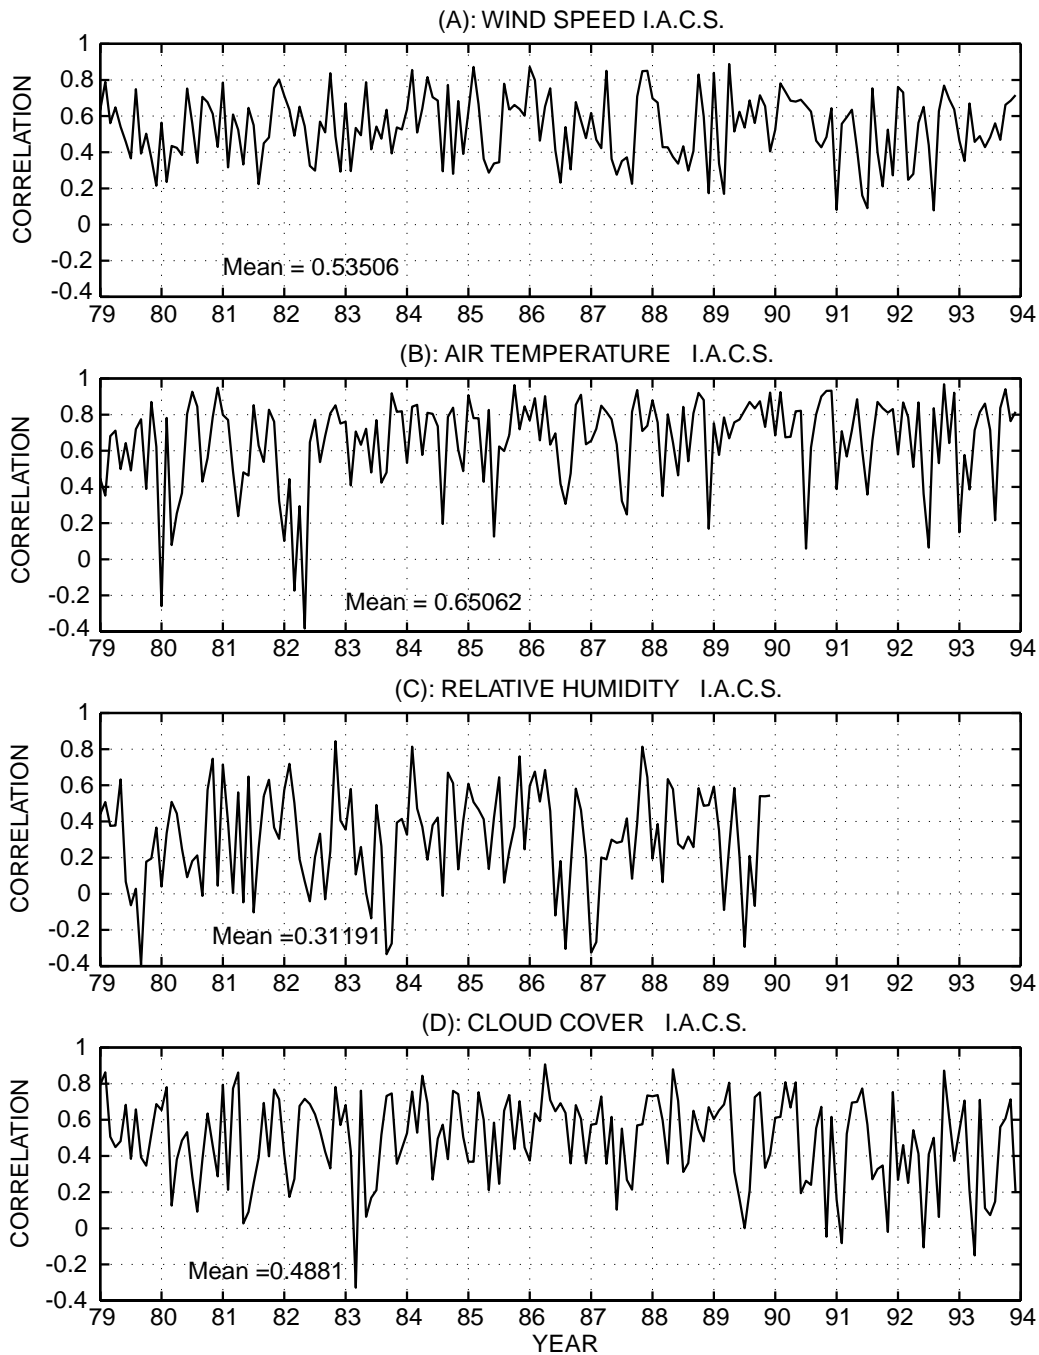 (A): WIND SPEED I.A.C.S.
1
0.8
0.6
0.4
0.2
0
-0.2
-0.4
CORRELATION
Mean = 0.53506
79 80 81 82 83 84 85 86 87 88 89 90 91 92 93 94
(B): AIR TEMPERATURE I.A.C.S.
1
0.8
0.6
0.4
0.2
0
-0.2
-0.4
CORRELATION
Mean = 0.65062
79 80 81 82 83 84 85 86 87 88 89 90 91 92 93 94
(C): RELATIVE HUMIDITY I.A.C.S.
1
0.8
0.6
0.4
0.2
0
-0.2
-0.4
CORRELATION
Mean =0.31191
79 80 81 82 83 84 85 86 87 88 89 90 91 92 93 94
(D): CLOUD COVER I.A.C.S.
1
0.8
0.6
0.4
0.2
0
-0.2
-0.4
CORRELATION
Mean =0.4881
79 80 81 82 83 84 85 86 87 88 89 90 91 92 93 94
YEAR